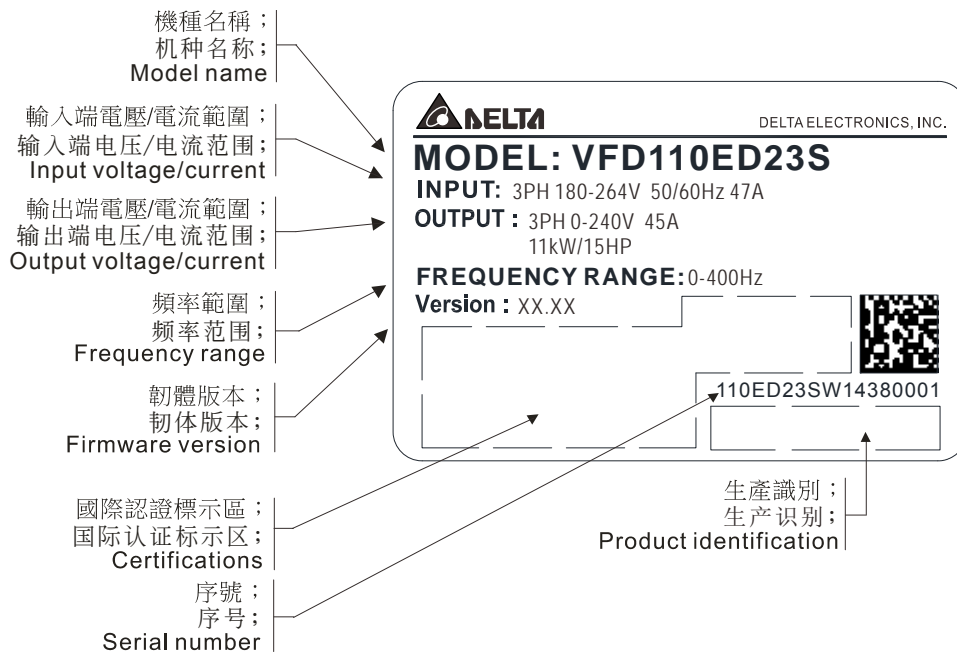 機種名稱；
机种名称；
Model name
輸入端電壓/電流範圍；
输入端电压/电流范围；
Input voltage/current
輸出端電壓/電流範圍；
输出端电压/电流范围；
Output voltage/current
頻率範圍；
频率范围；
Frequency range
韌體版本；
韧体版本；
Firmware version
國際認證標示區；
国际认证标示区；
Certifications
序號；
序号；
Serial number
DELTA
DELTA ELECTRONICS, INC.
MODEL: VFD110ED23S
INPUT: 3PH 180-264V 50/60Hz 47A
OUTPUT : 3PH 0-240V 45A
11kW/15HP
FREQUENCY RANGE: 0-400Hz
Version : XX.XX
110ED23SW14380001
生產識別；
生产识别；
Product identification